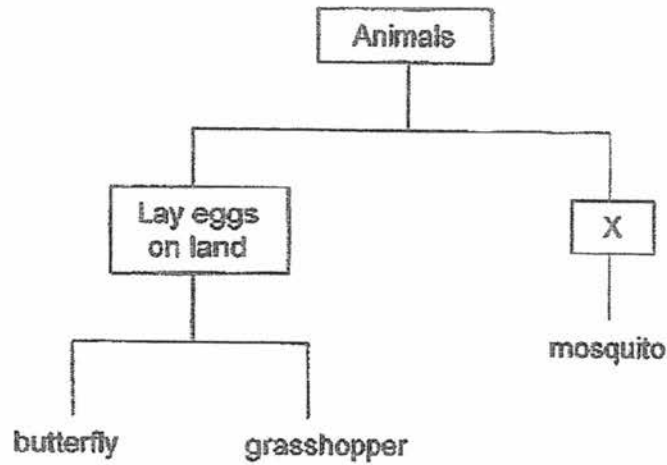 Animals
Lay eggs
on land
X
mosquito
butterfly
grasshopper